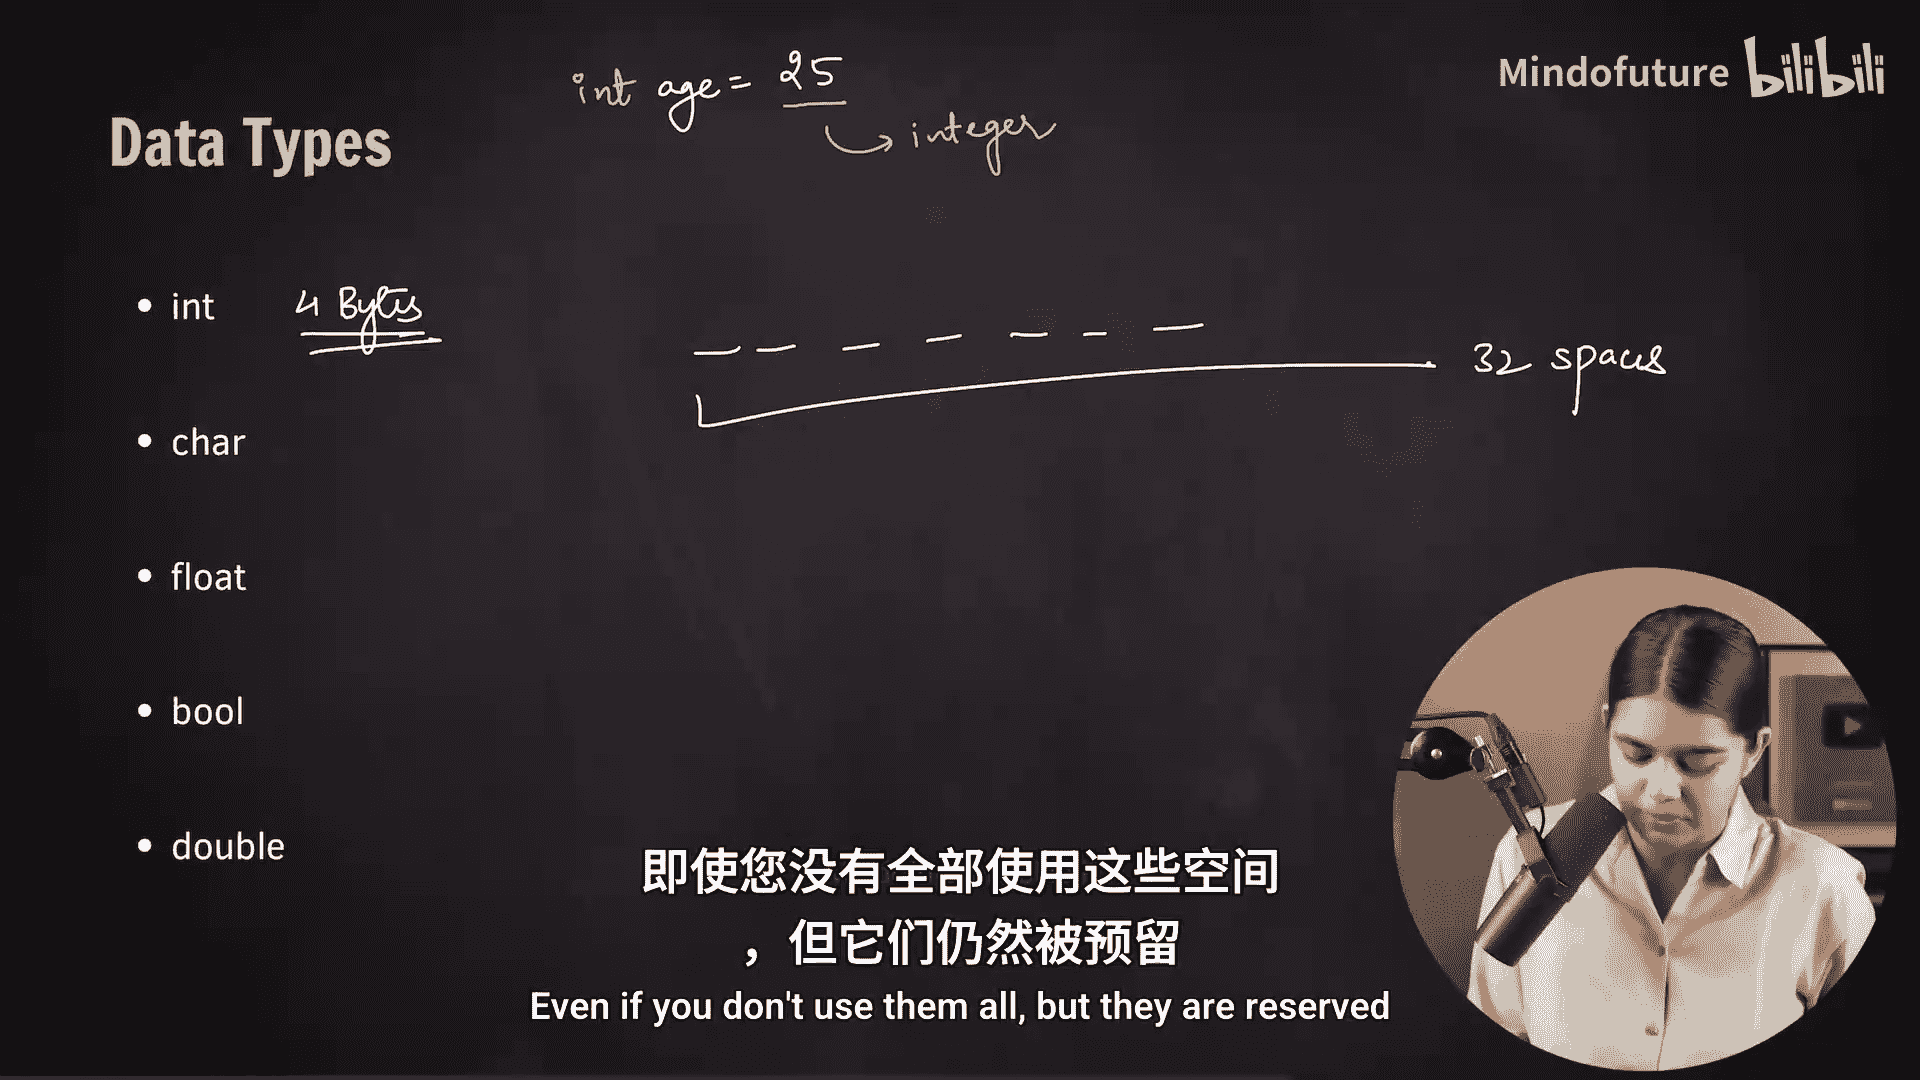 int age = 25
integer
Mindofuture bilibili
Data Types
• int 4 Bytes
32 spaces
• char
• float
• bool
• double
即使您没有全部使用这些空间
，但它们仍然被预留
Even if you don't use them all, but they are reserved